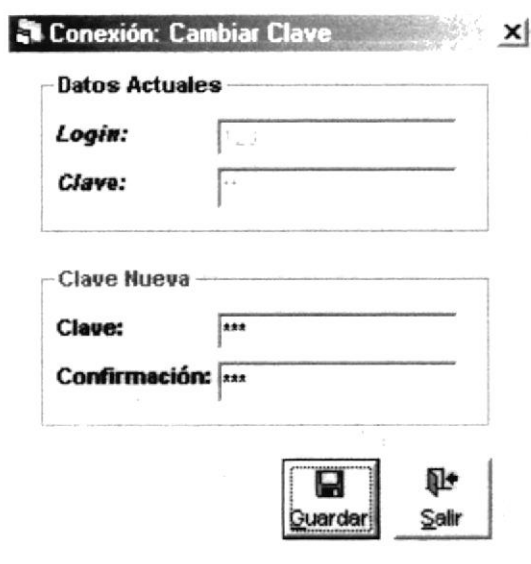 Conexión: Cambiar Clave
Datos Actuales
Login:
Clave:
Clave Nueva
Clave: ***
Confirmación: ***
Guardar
Salir